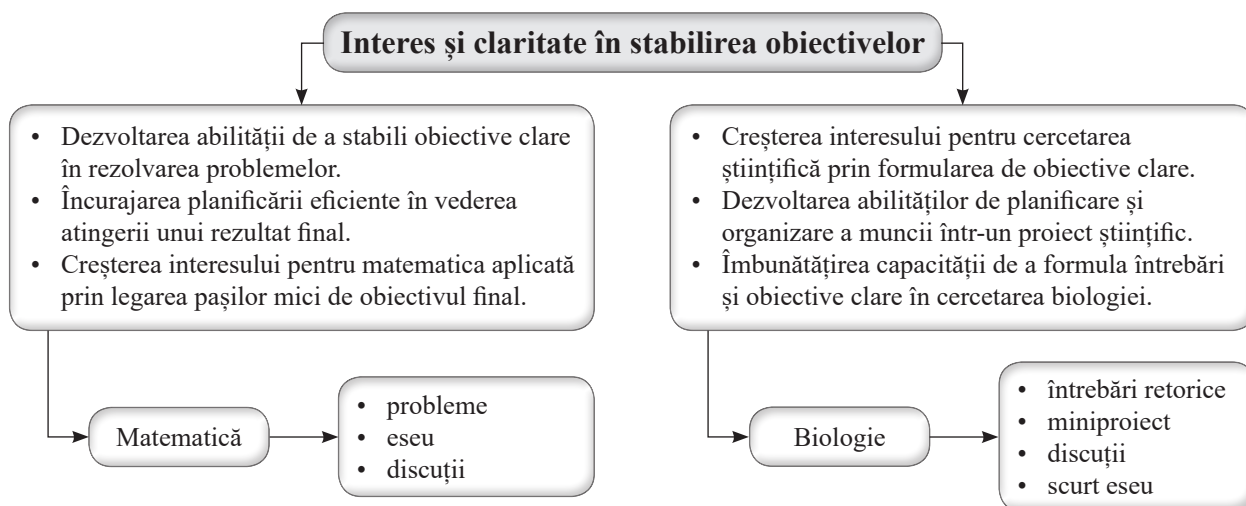 Interes și claritate în stabilirea obiectivelor
• Dezvoltarea abilității de a stabili obiective clare
în rezolvarea problemelor.
• Încurajarea planificării eficiente în vederea
atingerii unui rezultat final.
• Creșterea interesului pentru matematica aplicată
prin legarea pașilor mici de obiectivul final.
Matematică
• probleme
• eseu
• discuții
• Creșterea interesului pentru cercetarea
științifică prin formularea de obiective clare.
• Dezvoltarea abilităților de planificare și
organizare a muncii într-un proiect științific.
• Îmbunătățirea capacității de a formula întrebări
și obiective clare în cercetarea biologiei.
Biologie
• întrebări retorice
• miniproiect
• discuții
• scurt eseu